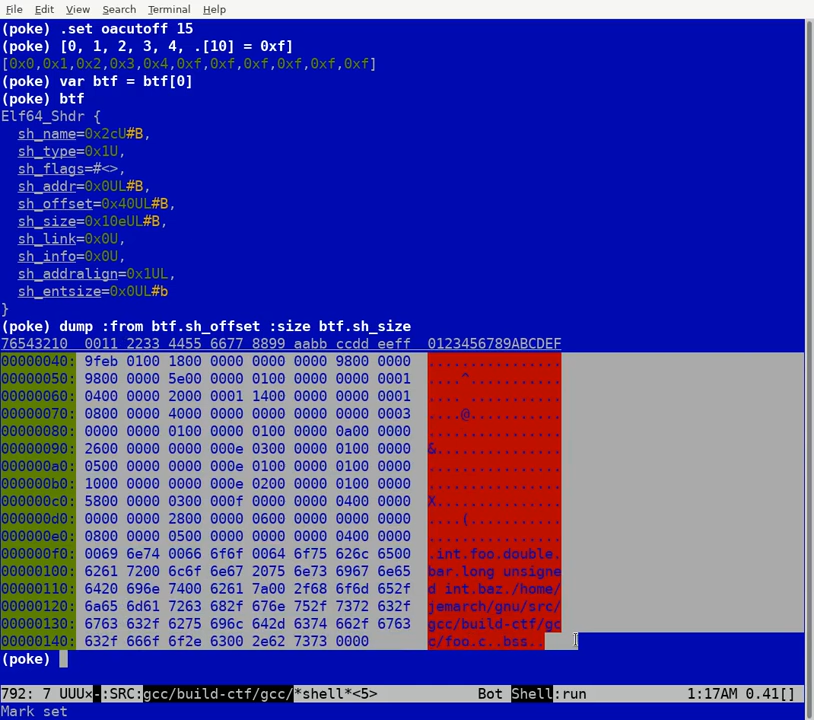 File Edit View Search Terminal Help
(poke) .set oacutoff 15
(poke) [0, 1, 2, 3, 4, .[10] = 0xf]
[0x0,0x1,0x2,0x3,0x4,0xf,0xf,0xf,0xf,0xf,0xf]
(poke) var btf = btf[0]
(poke) btf
Elf64_Shdr {
  sh_name=0x2cU#B,
  sh_type=0x1U,
  sh_flags=#<>,
  sh_addr=0x0UL#B,
  sh_offset=0x40UL#B,
  sh_size=0x10eUL#B,
  sh_link=0x0U,
  sh_info=0x0U,
  sh_addralign=0x1UL,
  sh_entsize=0x0UL#b
}
(poke) dump :from btf.sh_offset :size btf.sh_size
76543210  0011 2233 4455 6677 8899 aabb ccdd eeff  0123456789ABCDEF
00000040: 9feb 0100 1800 0000 0000 0000 9800 0000  ................
00000050: 9800 0000 5e00 0000 0100 0000 0000 0001  ....^...........
00000060: 0400 0000 2000 0001 1400 0000 0000 0001  .... ...........
00000070: 0800 0000 4000 0000 0000 0000 0000 0003  ....@...........
00000080: 0000 0000 0100 0000 0100 0000 0a00 0000  ................
00000090: 2600 0000 0000 000e 0300 0000 0100 0000  &...............
000000a0: 0500 0000 0000 000e 0100 0000 0100 0000  ................
000000b0: 1000 0000 0000 000e 0200 0000 0100 0000  ................
000000c0: 5800 0000 0300 000f 0000 0000 0400 0000  X...............
000000d0: 0000 0000 2800 0000 0600 0000 0000 0000  ....(...........
000000e0: 0800 0000 0500 0000 0000 0000 0400 0000  ................
000000f0: 0069 6e74 0066 6f6f 0064 6f75 626c 6500  .int.foo.double.
00000100: 6261 7200 6c6f 6e67 2075 6e73 6967 6e65  bar.long unsigne
00000110: 6420 696e 7400 6261 7a00 2f68 6f6d 652f  d int.baz./home/
00000120: 6a65 6d61 7263 682f 676e 752f 7372 632f  jemarch/gnu/src/
00000130: 6763 632f 6275 696c 642d 6374 662f 6763  gcc/build-ctf/gc
00000140: 632f 666f 6f2e 6300 2e62 7373 0000  c/foo.c..bss..
(poke)
792: 7 UUU×-:SRC:gcc/build-ctf/gcc/*shell*<5> Bot Shell:run 1:17AM 0.41[]
Mark set